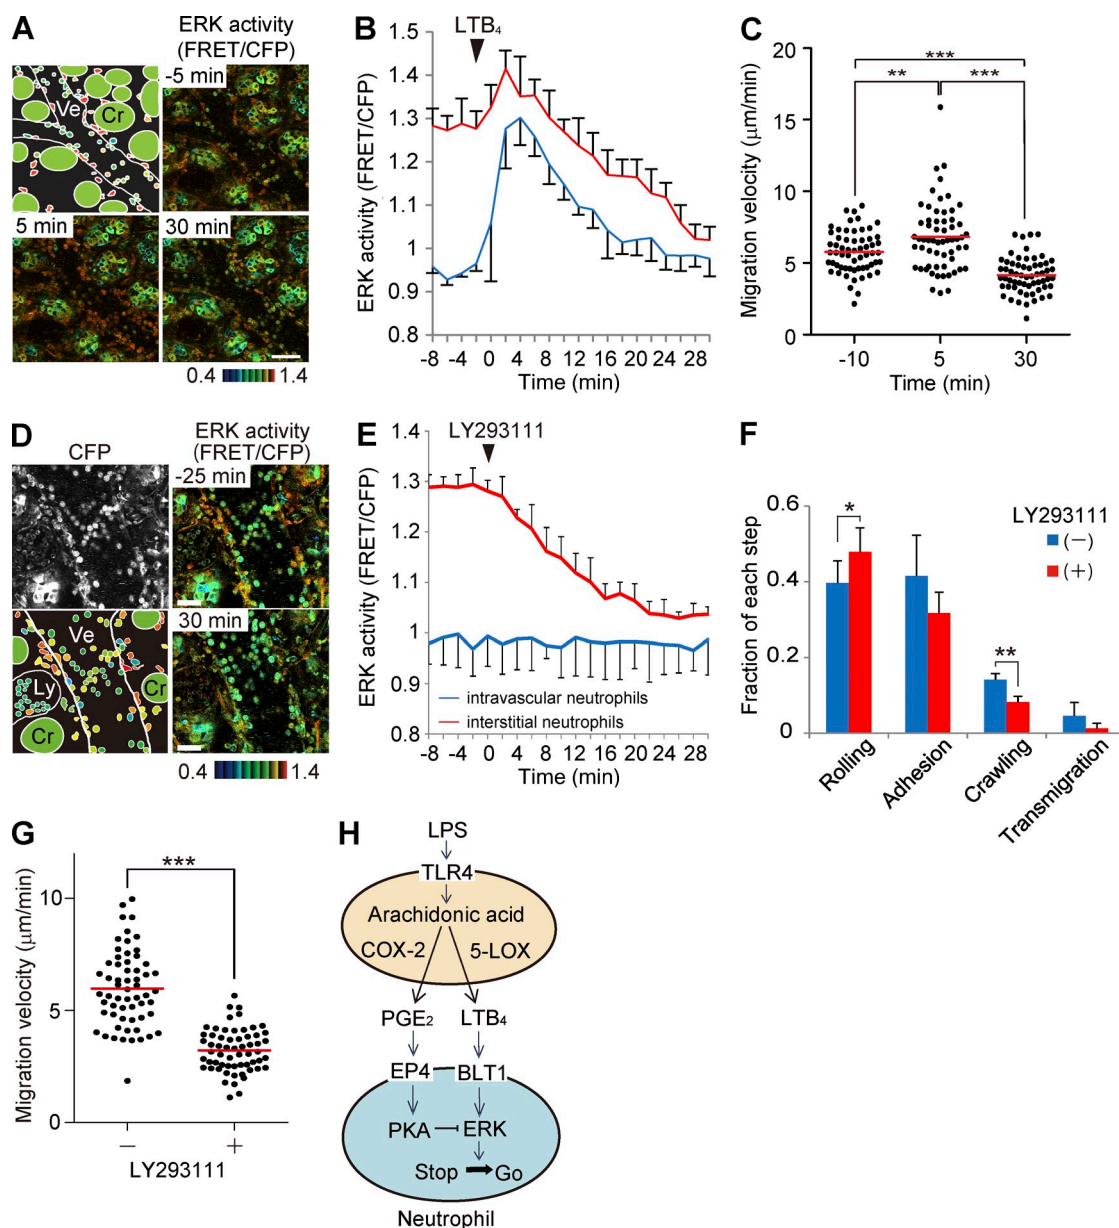 A
ERK activity
(FRET/CFP)
-5 min
Ve
Cr
5 min
30 min
0.4 1.4
B
LTB4
ERK activity (FRET/CFP)
1.5
1.4
1.3
1.2
1.1
1
0.9
0.8
-8 -4 0 4 8 12 16 20 24 28
Time (min)
C
Migration velocity (μm/min)
20
15
10
5
0
***
** ***
-10 5 30
Time (min)
D
CFP
ERK activity
(FRET/CFP)
-25 min
Ve
Ly
Cr
Cr
30 min
0.4 1.4
E
LY293111
ERK activity (FRET/CFP)
1.4
1.3
1.2
1.1
1
0.9
0.8
intravascular neutrophils
interstitial neutrophils
-8 -4 0 4 8 12 16 20 24 28
Time (min)
F
Fraction of each step
0.6
0.4
0.2
0
LY293111
(−)
(+)
*
**
Rolling
Adhesion
Crawling
Transmigration
G
Migration velocity (μm/min)
10
5
0
***
− +
LY293111
H
LPS
TLR4
Arachidonic acid
COX-2 5-LOX
PGE2 LTB4
EP4 BLT1
PKA ERK
Stop Go
Neutrophil